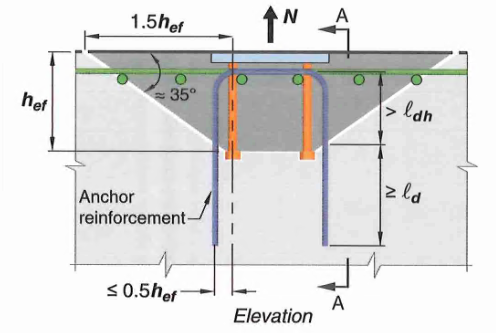 1.5hef
N
A
hef
≈ 35°
> ℓdh
Anchor
reinforcement
≥ ℓd
≤ 0.5hef
A
Elevation